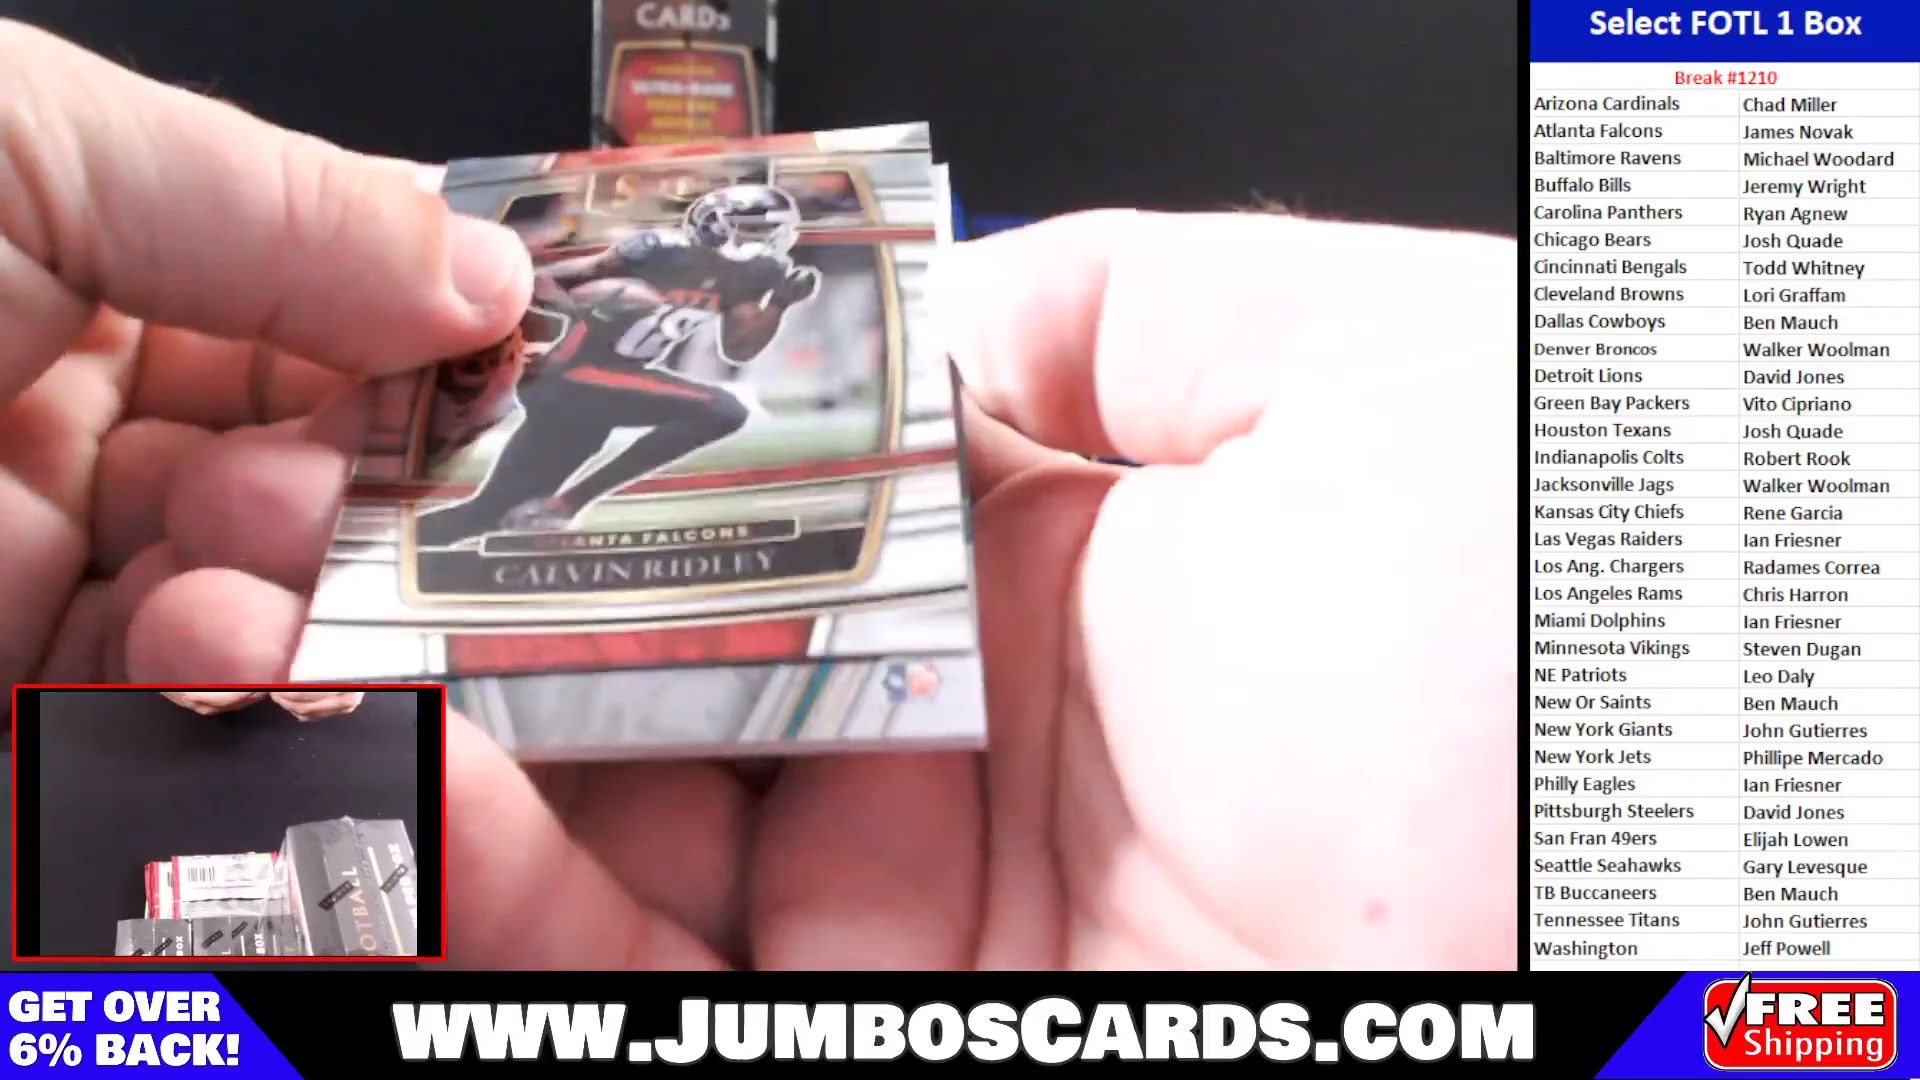 CARDS
ULTRA-RARE
ATLANTA FALCONS
CALVIN RIDLEY
FOOTBALL
BOX
BOX
Select FOTL 1 Box
Break #1210
Arizona Cardinals Chad Miller
Atlanta Falcons James Novak
Baltimore Ravens Michael Woodard
Buffalo Bills Jeremy Wright
Carolina Panthers Ryan Agnew
Chicago Bears Josh Quade
Cincinnati Bengals Todd Whitney
Cleveland Browns Lori Graffam
Dallas Cowboys Ben Mauch
Denver Broncos Walker Woolman
Detroit Lions David Jones
Green Bay Packers Vito Cipriano
Houston Texans Josh Quade
Indianapolis Colts Robert Rook
Jacksonville Jags Walker Woolman
Kansas City Chiefs Rene Garcia
Las Vegas Raiders Ian Friesner
Los Ang. Chargers Radames Correa
Los Angeles Rams Chris Harron
Miami Dolphins Ian Friesner
Minnesota Vikings Steven Dugan
NE Patriots Leo Daly
New Or Saints Ben Mauch
New York Giants John Gutierres
New York Jets Phillipe Mercado
Philly Eagles Ian Friesner
Pittsburgh Steelers David Jones
San Fran 49ers Elijah Lowen
Seattle Seahawks Gary Levesque
TB Buccaneers Ben Mauch
Tennessee Titans John Gutierres
Washington Jeff Powell
GET OVER
6% BACK!
WWW.JUMBOSCARDS.COM
FREE
Shipping